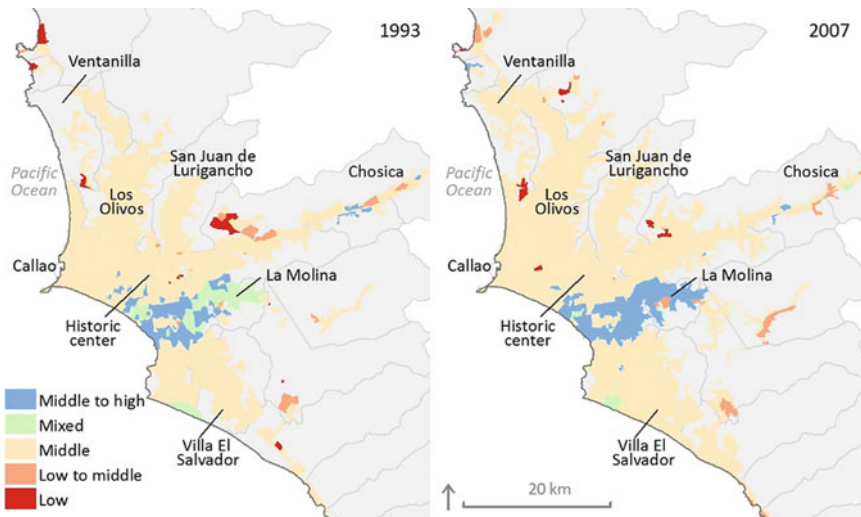 1993
Ventanilla
San Juan de
Lurigancho
Chosica
Pacific
Ocean
Los
Olivos
Callao
La Molina
Historic
center
Villa El
Salvador
Middle to high
Mixed
Middle
Low to middle
Low
2007
Ventanilla
San Juan de
Lurigancho
Chosica
Pacific
Ocean
Los
Olivos
Callao
La Molina
Historic
center
Villa El
Salvador
20 km